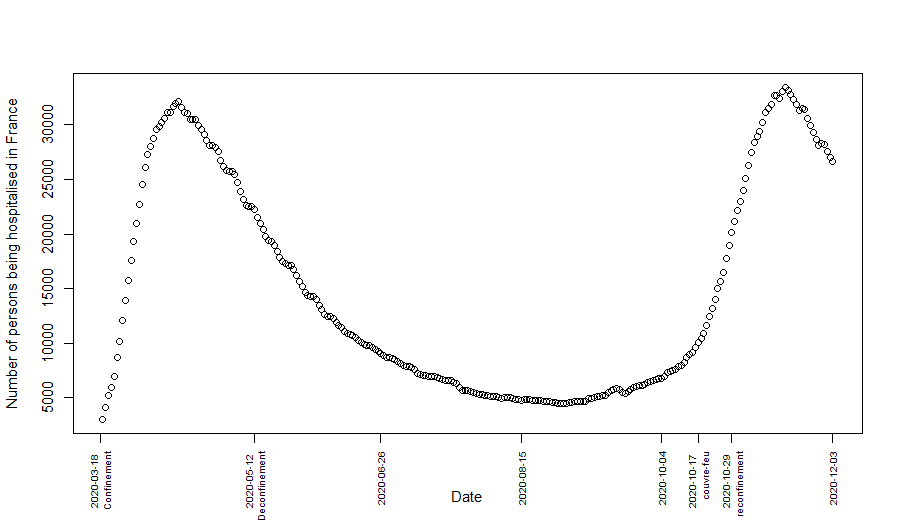 Number of persons being hospitalised in France
30000
25000
20000
15000
10000
5000
2020-03-18
Confinement
2020-05-12
Deconfinement
2020-06-26
2020-08-15
2020-10-04
2020-10-17
couvre-feu
2020-10-29
reconfinement
2020-12-03
Date